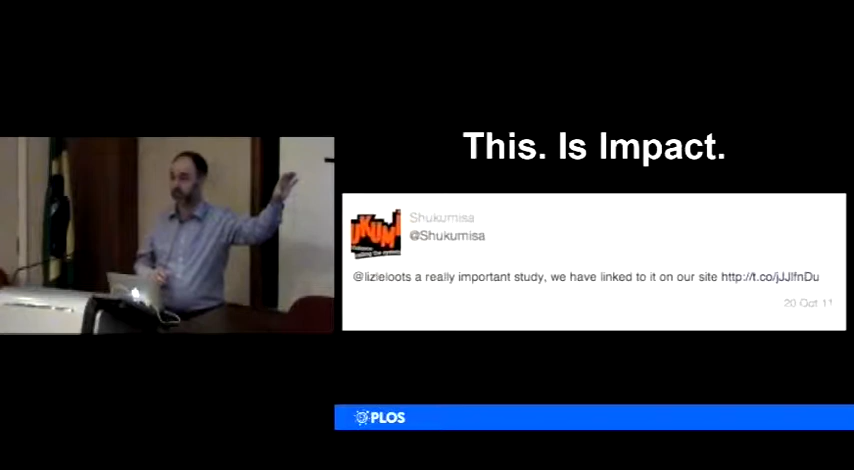 This. Is Impact.
Shukumisa
@Shukumisa
@lizleloots a really important study, we have linked to it on our site http://t.co/jJJlfnDu
20 Oct 11
PLOS